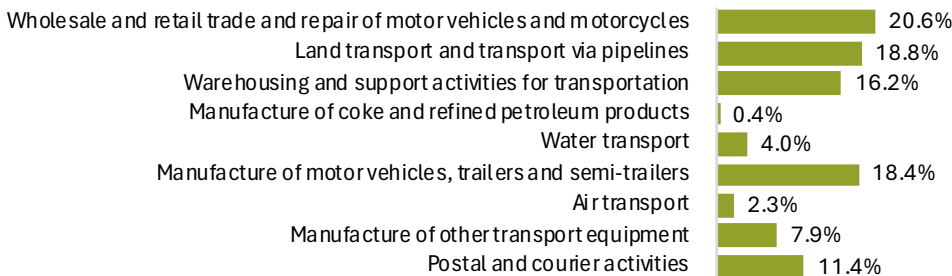 Wholesale and retail trade and repair of motor vehicles and motorcycles 20.6%
Land transport and transport via pipelines 18.8%
Warehousing and support activities for transportation 16.2%
Manufacture of coke and refined petroleum products 0.4%
Water transport 4.0%
Manufacture of motor vehicles, trailers and semi-trailers 18.4%
Air transport 2.3%
Manufacture of other transport equipment 7.9%
Postal and courier activities 11.4%